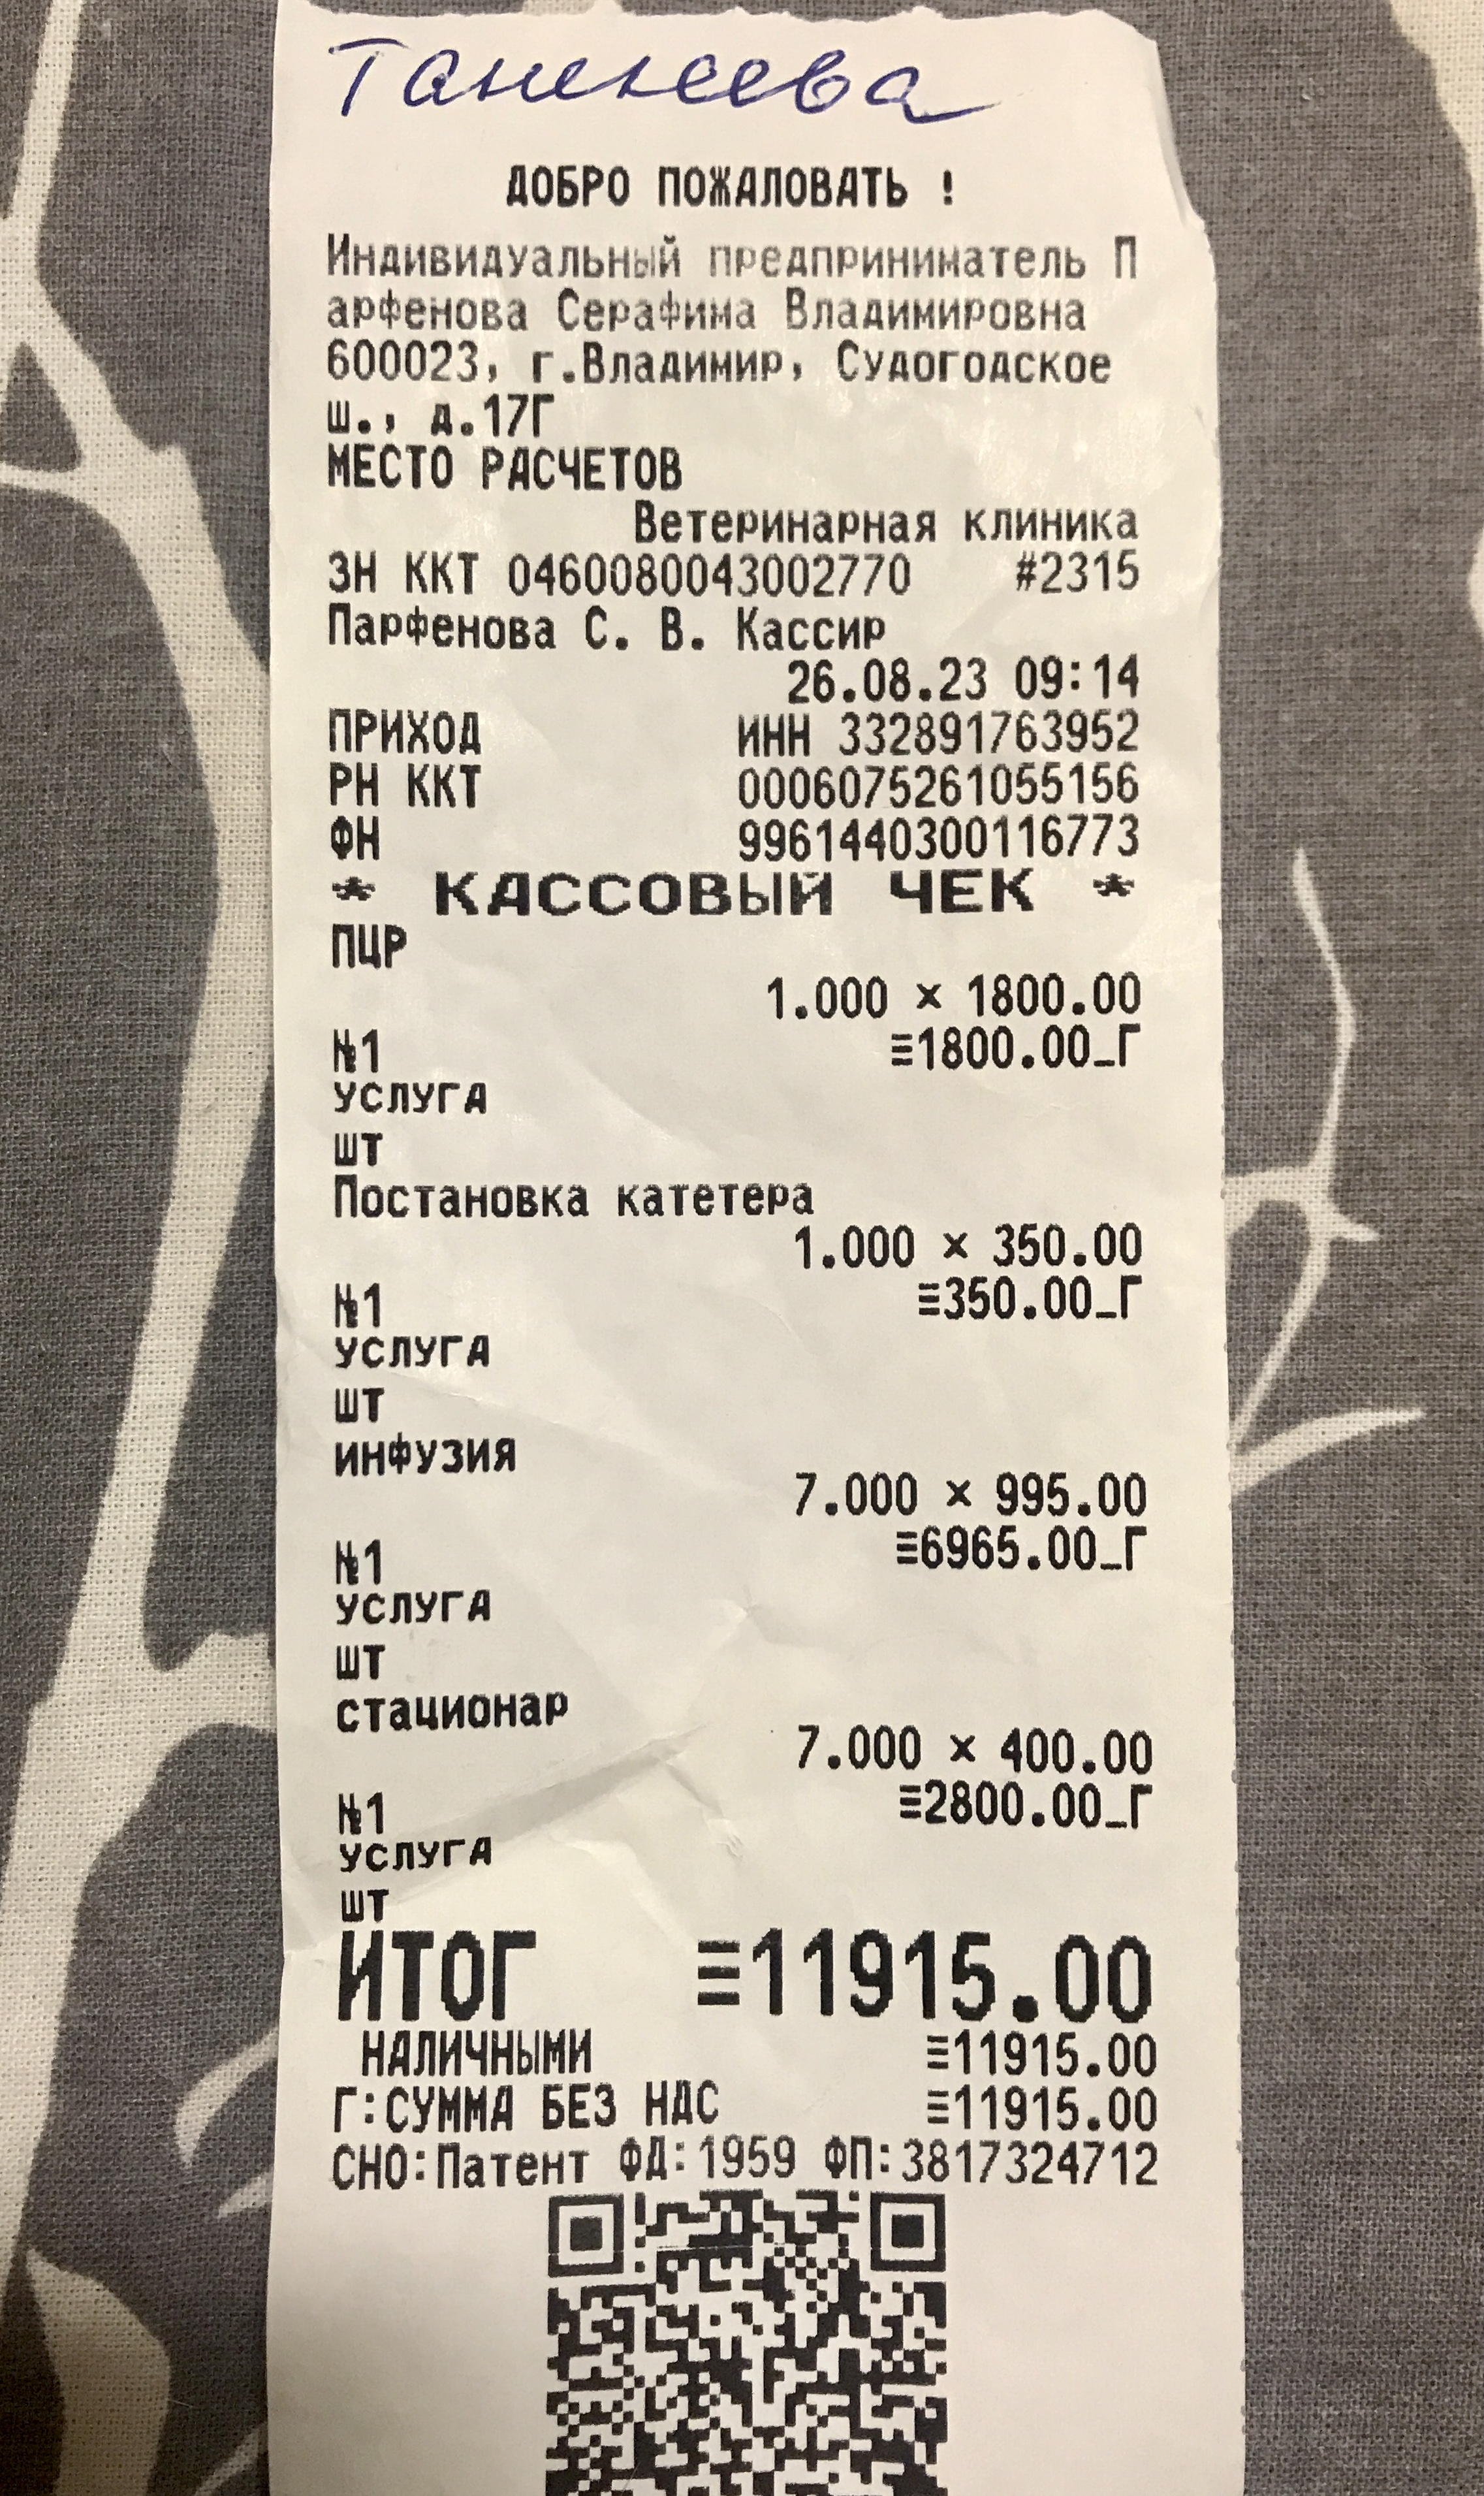 Танеева
ДОБРО ПОЖАЛОВАТЬ !
Индивидуальный предприниматель П
арфенова Серафима Владимировна
600023, г.Владимир, Судогодское
ш., д.17Г
МЕСТО РАСЧЕТОВ
Ветеринарная клиника
ЗН ККТ 0460080043002770 #2315
Парфенова С. В. Кассир
26.08.23 09:14
ПРИХОД ИНН 332891763952
РН ККТ 0006075261055156
ФН 9961440300116773
* КАССОВЫЙ ЧЕК *
ПЦР
1.000 × 1800.00
№1 ≡1800.00_Г
УСЛУГА
шт
Постановка катетера
1.000 × 350.00
№1 ≡350.00_Г
УСЛУГА
шт
ИНФУЗИЯ
7.000 × 995.00
№1 ≡6965.00_Г
УСЛУГА
шт
стационар
7.000 × 400.00
№1 ≡2800.00_Г
УСЛУГА
шт
ИТОГ ≡11915.00
НАЛИЧНЫМИ ≡11915.00
Г:СУММА БЕЗ НДС ≡11915.00
СНО:Патент ФД:1959 ФП:3817324712